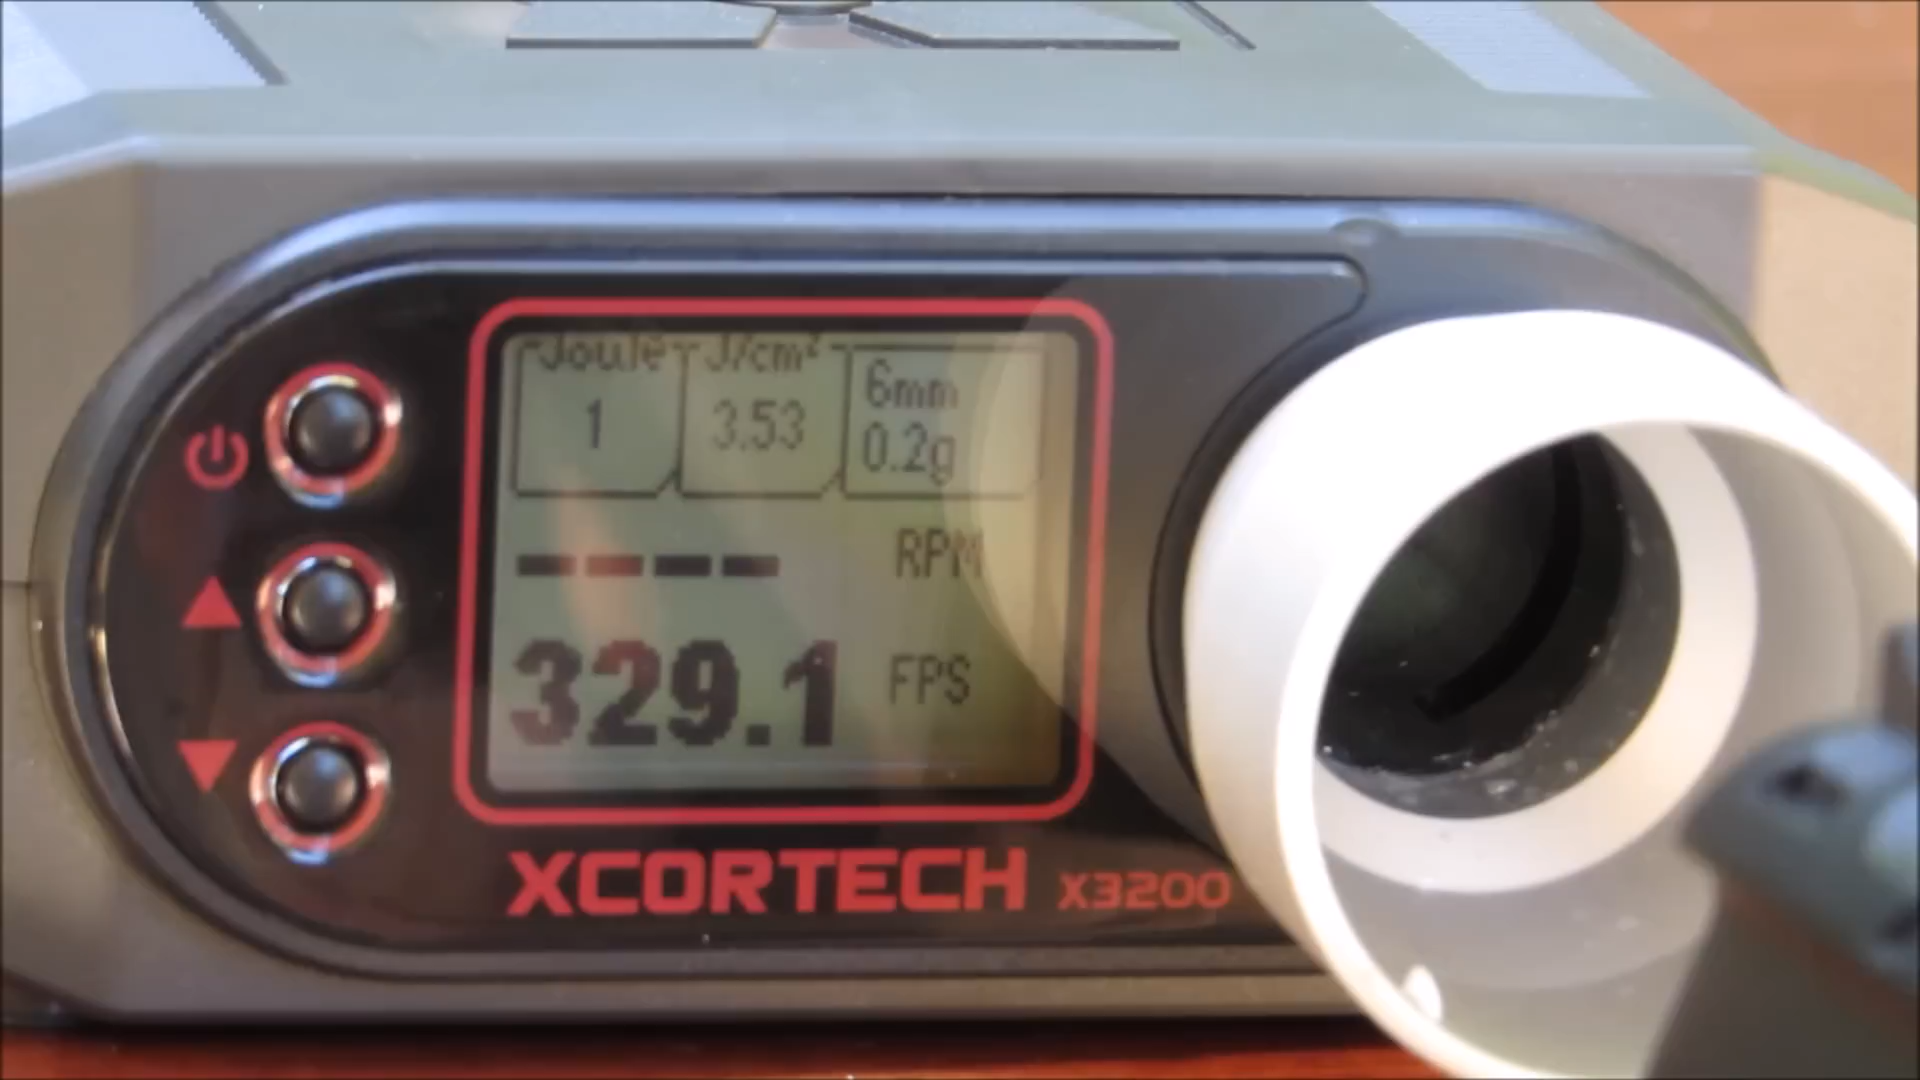 Joule J/cm² 6mm
1 3.53 0.2g
---- RPM
329.1 FPS
XCORTECH X3200